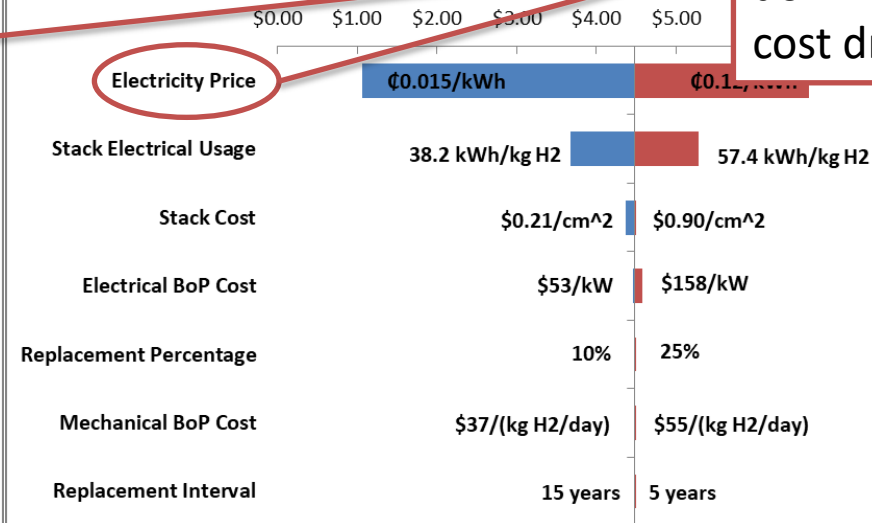 $0.00 $1.00 $2.00 $3.00 $4.00 $5.00
cost
Electricity Price ₵0.015/kWh
Stack Electrical Usage 38.2 kWh/kg H2 57.4 kWh/kg H2
Stack Cost $0.21/cm^2 $0.90/cm^2
Electrical BoP Cost $53/kW $158/kW
Replacement Percentage 10% 25%
Mechanical BoP Cost $37/(kg H2/day) $55/(kg H2/day)
Replacement Interval 15 years 5 years